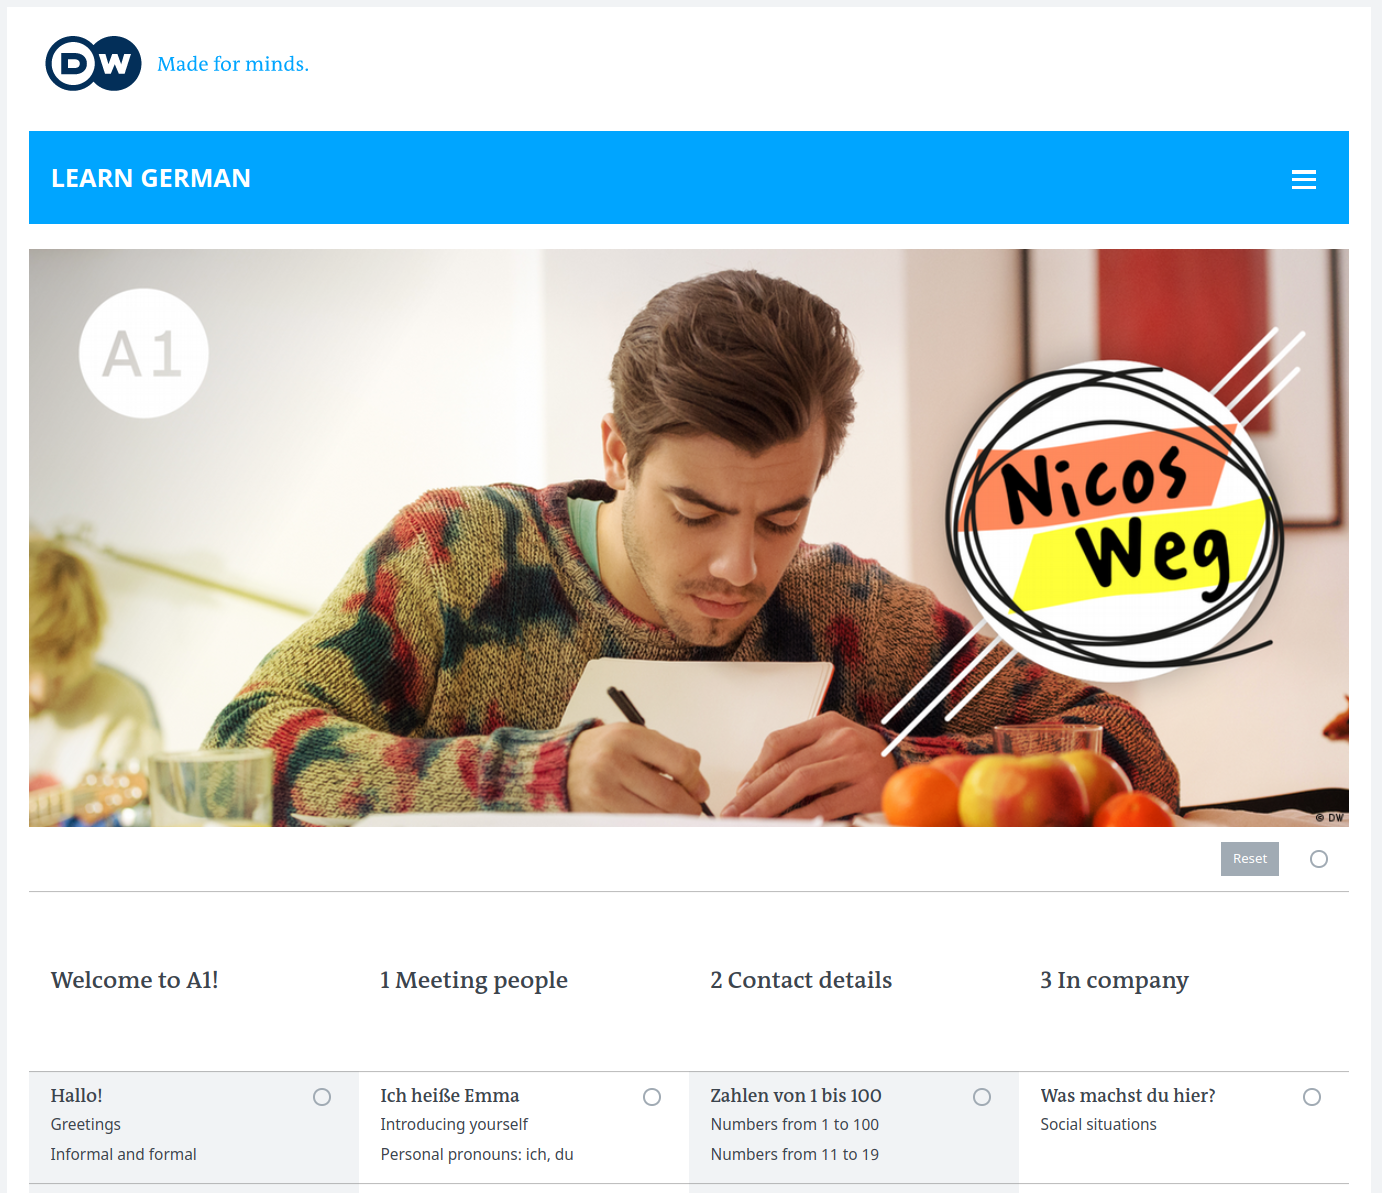 DW Made for minds.
LEARN GERMAN
A1
Nicos
Weg
© DW
Reset
Welcome to A1!
1 Meeting people
2 Contact details
3 In company
Hallo!
Greetings
Informal and formal
Ich heiße Emma
Introducing yourself
Personal pronouns: ich, du
Zahlen von 1 bis 100
Numbers from 1 to 100
Numbers from 11 to 19
Was machst du hier?
Social situations